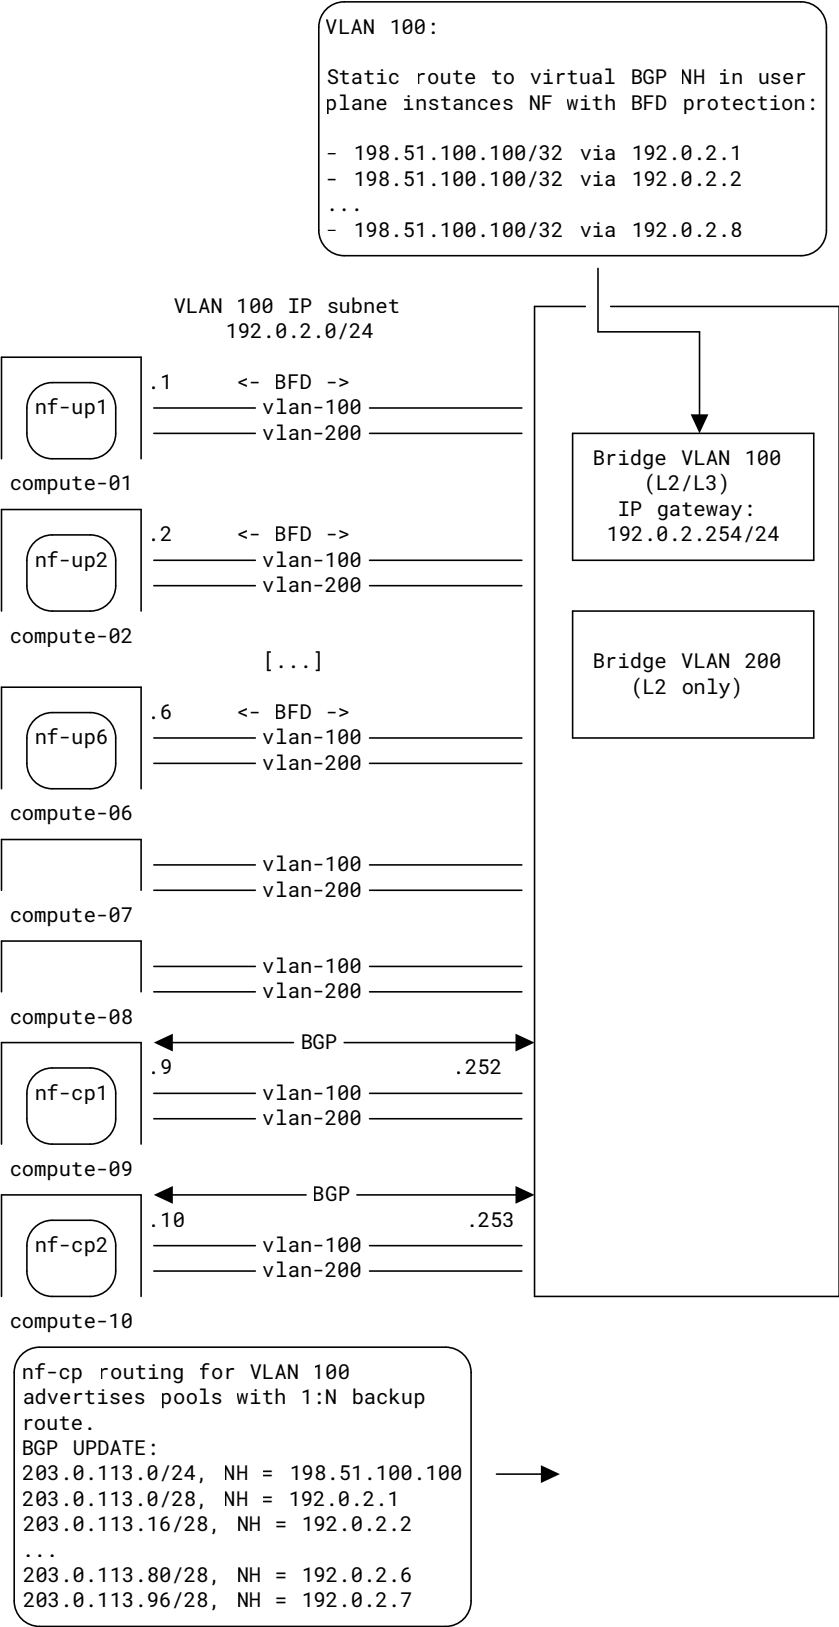 VLAN 100:
Static route to virtual BGP NH in user
plane instances NF with BFD protection:
- 198.51.100.100/32 via 192.0.2.1
- 198.51.100.100/32 via 192.0.2.2
...
- 198.51.100.100/32 via 192.0.2.8
VLAN 100 IP subnet
192.0.2.0/24
.1 <- BFD ->
nf-up1
vlan-100
vlan-200
compute-01
Bridge VLAN 100
(L2/L3)
IP gateway:
192.0.2.254/24
.2 <- BFD ->
nf-up2
vlan-100
vlan-200
compute-02
Bridge VLAN 200
(L2 only)
[...]
.6 <- BFD ->
nf-up6
vlan-100
vlan-200
compute-06
vlan-100
vlan-200
compute-07
vlan-100
vlan-200
compute-08
BGP
.9 .252
nf-cp1
vlan-100
vlan-200
compute-09
BGP
.10 .253
nf-cp2
vlan-100
vlan-200
compute-10
nf-cp routing for VLAN 100
advertises pools with 1:N backup
route.
BGP UPDATE:
203.0.113.0/24, NH = 198.51.100.100
203.0.113.0/28, NH = 192.0.2.1
203.0.113.16/28, NH = 192.0.2.2
...
203.0.113.80/28, NH = 192.0.2.6
203.0.113.96/28, NH = 192.0.2.7